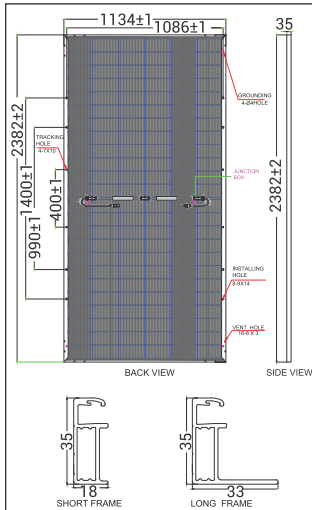 1134±1
35
1086±1
GROUNDING
4-Ø4HOLE
2382±2
TRACKING
HOLE
4-7X10
1400±1
990±1
400±1
JUNCTION
BOX
2382±2
INSTALLING
HOLE
8-9X14
VENT HOLE
16-8 X 3
BACK VIEW
SIDE VIEW
35
18
SHORT FRAME
35
33
LONG FRAME